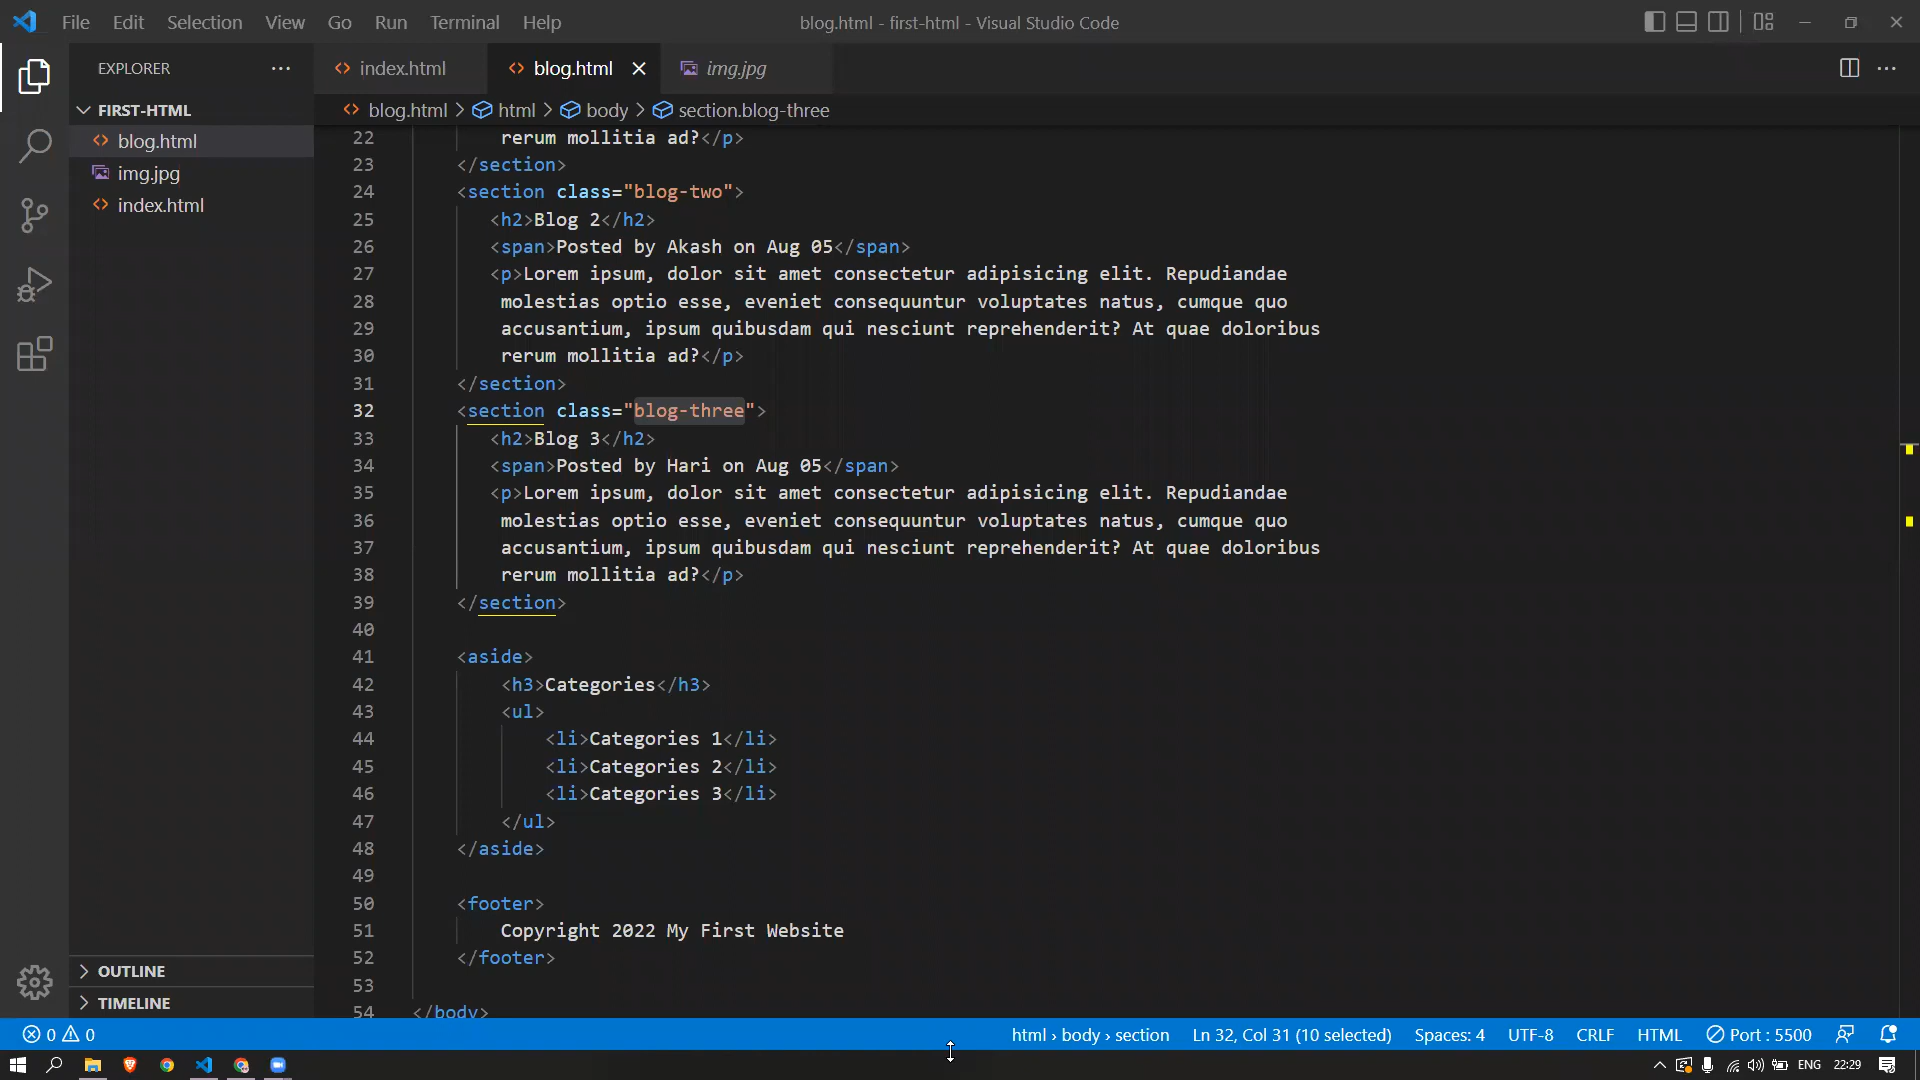 File Edit Selection View Go Run Terminal Help
blog.html - first-html - Visual Studio Code
EXPLORER
index.html
blog.html
img.jpg
FIRST-HTML
blog.html
img.jpg
index.html
OUTLINE
TIMELINE
blog.html > html > body > section.blog-three
22 rerum mollitia ad?</p>
23 </section>
24 <section class="blog-two">
25 <h2>Blog 2</h2>
26 <span>Posted by Akash on Aug 05</span>
27 <p>Lorem ipsum, dolor sit amet consectetur adipisicing elit. Repudiandae
28 molestias optio esse, eveniet consequuntur voluptates natus, cumque quo
29 accusantium, ipsum quibusdam qui nesciunt reprehenderit? At quae doloribus
30 rerum mollitia ad?</p>
31 </section>
32 <section class="blog-three">
33 <h2>Blog 3</h2>
34 <span>Posted by Hari on Aug 05</span>
35 <p>Lorem ipsum, dolor sit amet consectetur adipisicing elit. Repudiandae
36 molestias optio esse, eveniet consequuntur voluptates natus, cumque quo
37 accusantium, ipsum quibusdam qui nesciunt reprehenderit? At quae doloribus
38 rerum mollitia ad?</p>
39 </section>
40
41 <aside>
42 <h3>Categories</h3>
43 <ul>
44 <li>Categories 1</li>
45 <li>Categories 2</li>
46 <li>Categories 3</li>
47 </ul>
48 </aside>
49
50 <footer>
51 Copyright 2022 My First Website
52 </footer>
53
54 </body>
0 0 html › body › section Ln 32, Col 31 (10 selected) Spaces: 4 UTF-8 CRLF HTML Port : 5500
ENG 22:29